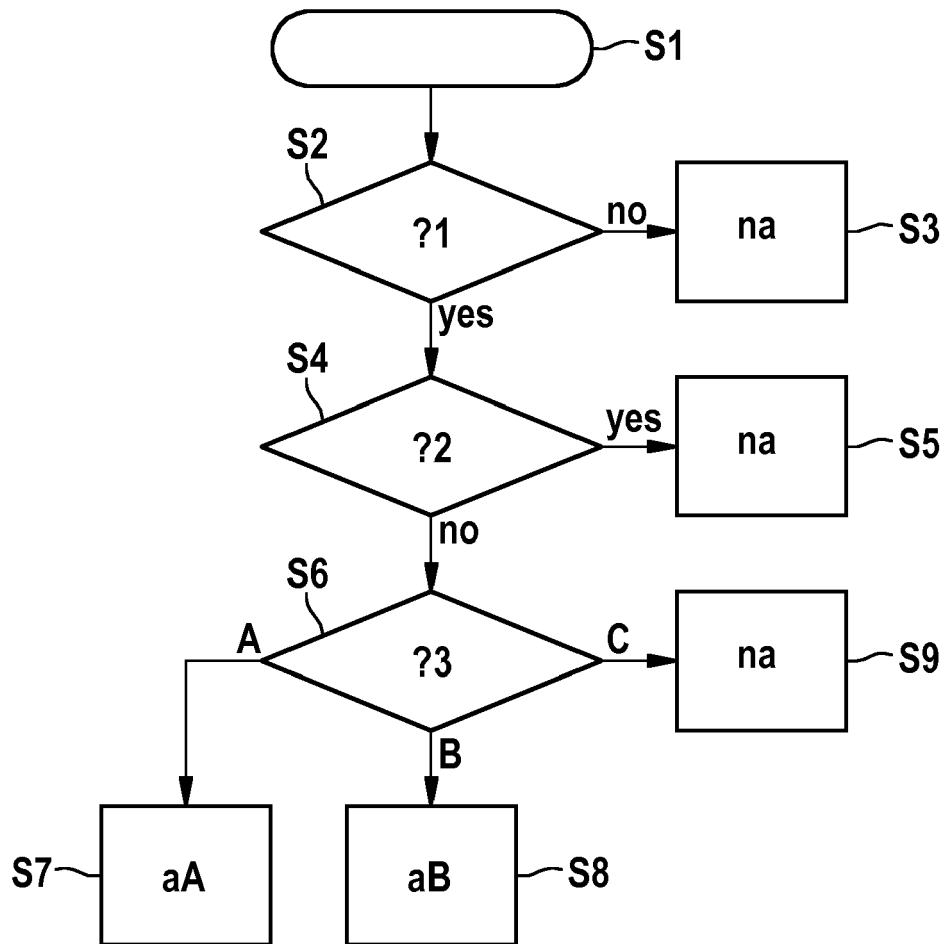 S1
S2
?1
no
na
S3
yes
S4
?2
yes
na
S5
no
S6
A
?3
C
na
S9
B
S7
aA
aB
S8